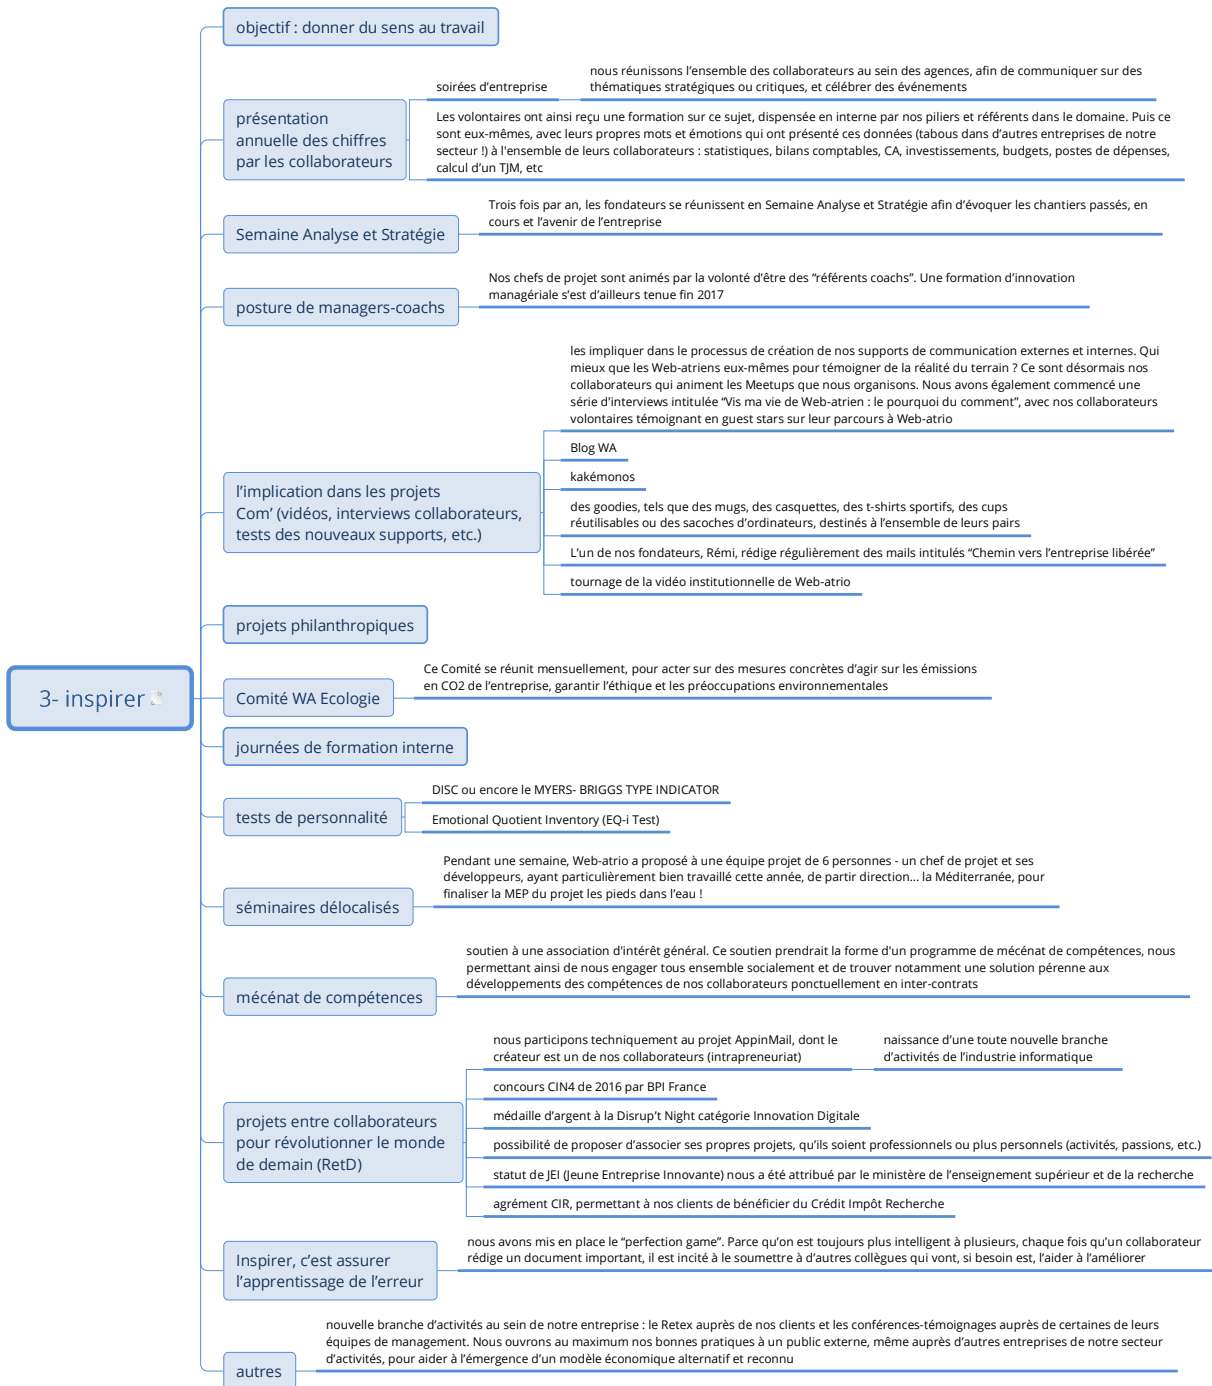 objectif : donner du sens au travail
soirées d’entreprise
nous réunissons l’ensemble des collaborateurs au sein des agences, afin de communiquer sur des
thématiques stratégiques ou critiques, et célébrer des événements
présentation
annuelle des chiffres
par les collaborateurs
Les volontaires ont ainsi reçu une formation sur ce sujet, dispensée en interne par nos piliers et référents dans le domaine. Puis ce
sont eux-mêmes, avec leurs propres mots et émotions qui ont présenté ces données (tabous dans d’autres entreprises de notre
secteur !) à l'ensemble de leurs collaborateurs : statistiques, bilans comptables, CA, investissements, budgets, postes de dépenses,
calcul d’un TJM, etc
Semaine Analyse et Stratégie
Trois fois par an, les fondateurs se réunissent en Semaine Analyse et Stratégie afin d’évoquer les chantiers passés, en
cours et l’avenir de l’entreprise
posture de managers-coachs
Nos chefs de projet sont animés par la volonté d’être des “référents coachs”. Une formation d’innovation
managériale s’est d’ailleurs tenue fin 2017
l’implication dans les projets
Com’ (vidéos, interviews collaborateurs,
tests des nouveaux supports, etc.)
les impliquer dans le processus de création de nos supports de communication externes et internes. Qui
mieux que les Web-atriens eux-mêmes pour témoigner de la réalité du terrain ? Ce sont désormais nos
collaborateurs qui animent les Meetups que nous organisons. Nous avons également commencé une
série d’interviews intitulée “Vis ma vie de Web-atrien : le pourquoi du comment”, avec nos collaborateurs
volontaires témoignant en guest stars sur leur parcours à Web-atrio
Blog WA
kakémonos
des goodies, tels que des mugs, des casquettes, des t-shirts sportifs, des cups
réutilisables ou des sacoches d’ordinateurs, destinés à l’ensemble de leurs pairs
L’un de nos fondateurs, Rémi, rédige régulièrement des mails intitulés “Chemin vers l’entreprise libérée”
tournage de la vidéo institutionnelle de Web-atrio
projets philanthropiques
3- inspirer
Comité WA Ecologie
Ce Comité se réunit mensuellement, pour acter sur des mesures concrètes d’agir sur les émissions
en CO2 de l’entreprise, garantir l’éthique et les préoccupations environnementales
journées de formation interne
tests de personnalité
DISC ou encore le MYERS- BRIGGS TYPE INDICATOR
Emotional Quotient Inventory (EQ-i Test)
séminaires délocalisés
Pendant une semaine, Web-atrio a proposé à une équipe projet de 6 personnes - un chef de projet et ses
développeurs, ayant particulièrement bien travaillé cette année, de partir direction... la Méditerranée, pour
finaliser la MEP du projet les pieds dans l’eau !
mécénat de compétences
soutien à une association d'intérêt général. Ce soutien prendrait la forme d'un programme de mécénat de compétences, nous
permettant ainsi de nous engager tous ensemble socialement et de trouver notamment une solution pérenne aux
développements des compétences de nos collaborateurs ponctuellement en inter-contrats
projets entre collaborateurs
pour révolutionner le monde
de demain (RetD)
nous participons techniquement au projet AppinMail, dont le
créateur est un de nos collaborateurs (intrapreneuriat)
naissance d’une toute nouvelle branche
d’activités de l’industrie informatique
concours CIN4 de 2016 par BPI France
médaille d’argent à la Disrup't Night catégorie Innovation Digitale
possibilité de proposer d’associer ses propres projets, qu’ils soient professionnels ou plus personnels (activités, passions, etc.)
statut de JEI (Jeune Entreprise Innovante) nous a été attribué par le ministère de l’enseignement supérieur et de la recherche
agrément CIR, permettant à nos clients de bénéficier du Crédit Impôt Recherche
Inspirer, c’est assurer
l’apprentissage de l’erreur
nous avons mis en place le “perfection game”. Parce qu’on est toujours plus intelligent à plusieurs, chaque fois qu’un collaborateur
rédige un document important, il est incité à le soumettre à d’autres collègues qui vont, si besoin est, l’aider à l’améliorer
autres
nouvelle branche d’activités au sein de notre entreprise : le Retex auprès de nos clients et les conférences-témoignages auprès de certaines de leurs
équipes de management. Nous ouvrons au maximum nos bonnes pratiques à un public externe, même auprès d’autres entreprises de notre secteur
d’activités, pour aider à l’émergence d’un modèle économique alternatif et reconnu